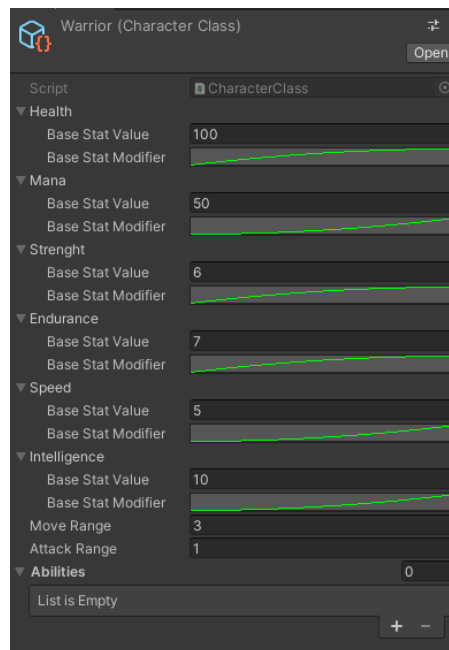 Warrior (Character Class)
Open
Script CharacterClass
Health
Base Stat Value 100
Base Stat Modifier
Mana
Base Stat Value 50
Base Stat Modifier
Strenght
Base Stat Value 6
Base Stat Modifier
Endurance
Base Stat Value 7
Base Stat Modifier
Speed
Base Stat Value 5
Base Stat Modifier
Intelligence
Base Stat Value 10
Base Stat Modifier
Move Range 3
Attack Range 1
Abilities 0
List is Empty
+ −